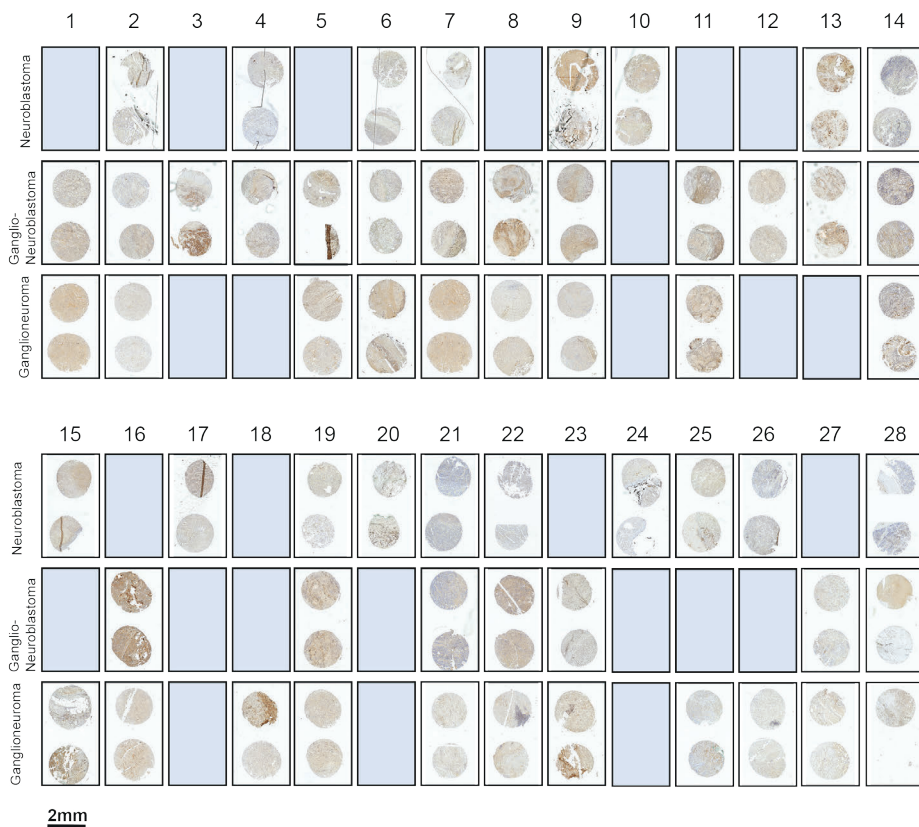 1 2 3 4 5 6 7 8 9 10 11 12 13 14
Neuroblastoma
Ganglio-
Neuroblastoma
Ganglioneuroma
15 16 17 18 19 20 21 22 23 24 25 26 27 28
Neuroblastoma
Ganglio-
Neuroblastoma
Ganglioneuroma
2mm